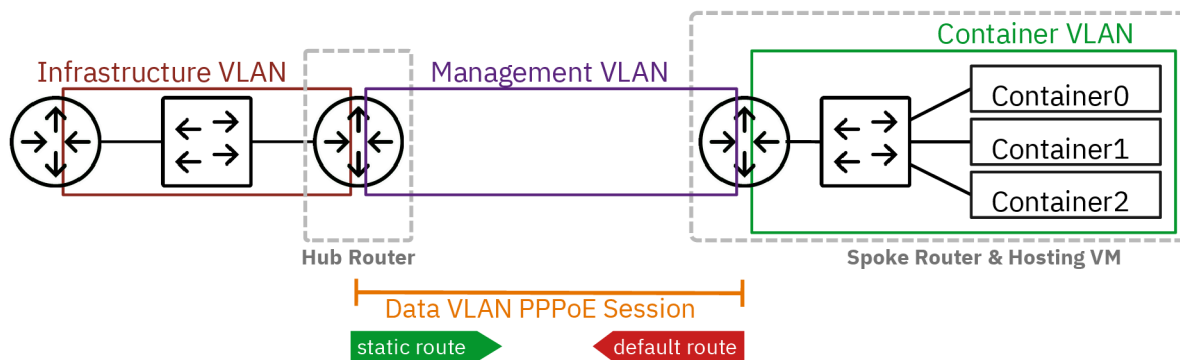 Container VLAN
Infrastructure VLAN
Management VLAN
Container0
Container1
Container2
Hub Router
Spoke Router & Hosting VM
Data VLAN PPPoE Session
static route
default route